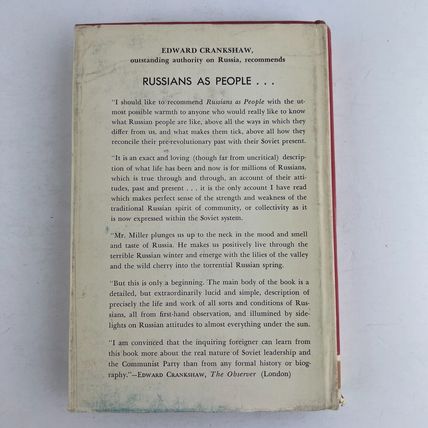 EDWARD CRANKSHAW,
outstanding authority on Russia, recommends
RUSSIANS AS PEOPLE . . .
"I should like to recommend Russians as People with the ut-
most possible warmth to anyone who would really like to know
what Russian people are like, above all the ways in which they
differ from us, and what makes them tick, above all how they
reconcile their pre-revolutionary past with their Soviet present.
"It is an exact and loving (though far from uncritical) descrip-
tion of what life has been and now is for millions of Russians,
which is true through and through, an account of their atti-
tudes, past and present . . . it is the only account I have read
which makes perfect sense of the strength and weakness of the
traditional Russian spirit of community, or collectivity as it
is now expressed within the Soviet system.
"Mr. Miller plunges us up to the neck in the mood and smell
and taste of Russia. He makes us positively live through the
terrible Russian winter and emerge with the lilies of the valley
and the wild cherry into the torrential Russian spring.
"But this is only a beginning. The main body of the book is a
detailed, but extraordinarily lucid and simple, description of
precisely the life and work of all sorts and conditions of Rus-
sians, all from first-hand observation, and illumined by side-
lights on Russian attitudes to almost everything under the sun.
"I am convinced that the inquiring foreigner can learn from
this book more about the real nature of Soviet leadership and
the Communist Party than from any formal history or biog-
raphy."—EDWARD CRANKSHAW, The Observer (London)